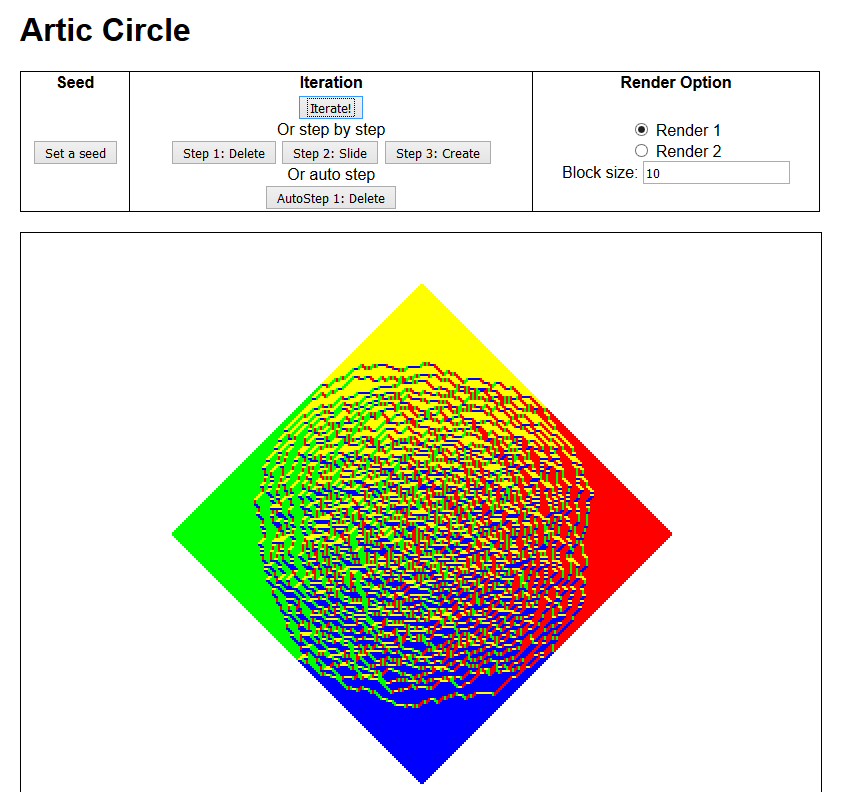 Artic Circle
Seed Iteration Render Option
Iterate!
Or step by step
Render 1
Set a seed Step 1: Delete Step 2: Slide Step 3: Create
Render 2
Or auto step
Block size: 10
AutoStep 1: Delete